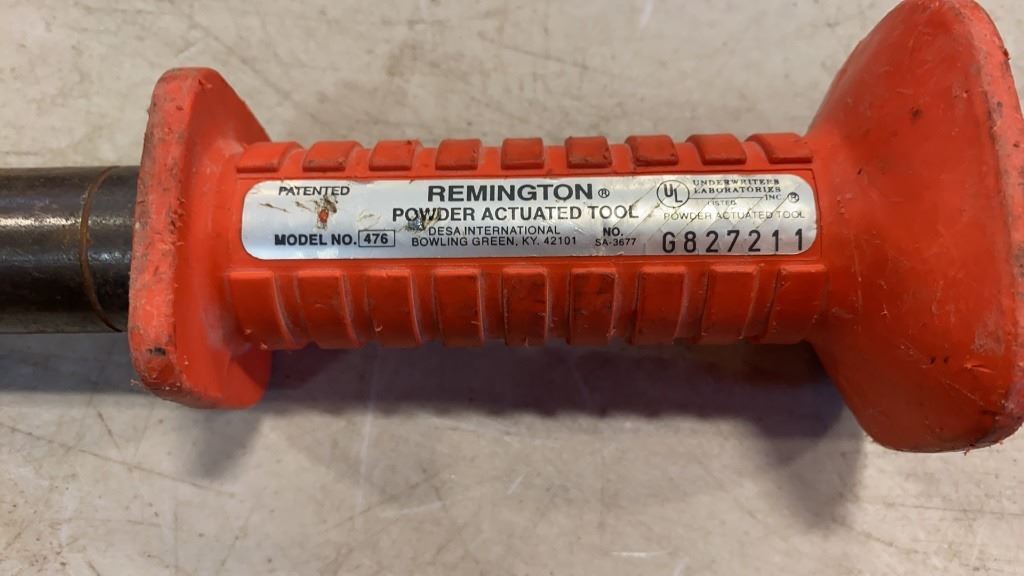 PATENTED
MODEL NO. 476
REMINGTON®
POWDER ACTUATED TOOL
DESA INTERNATIONAL
BOWLING GREEN, KY. 42101
NO.
SA-3677
UL
UNDERWRITERS
LABORATORIES
INC.®
LISTED
POWDER ACTUATED TOOL
G827211